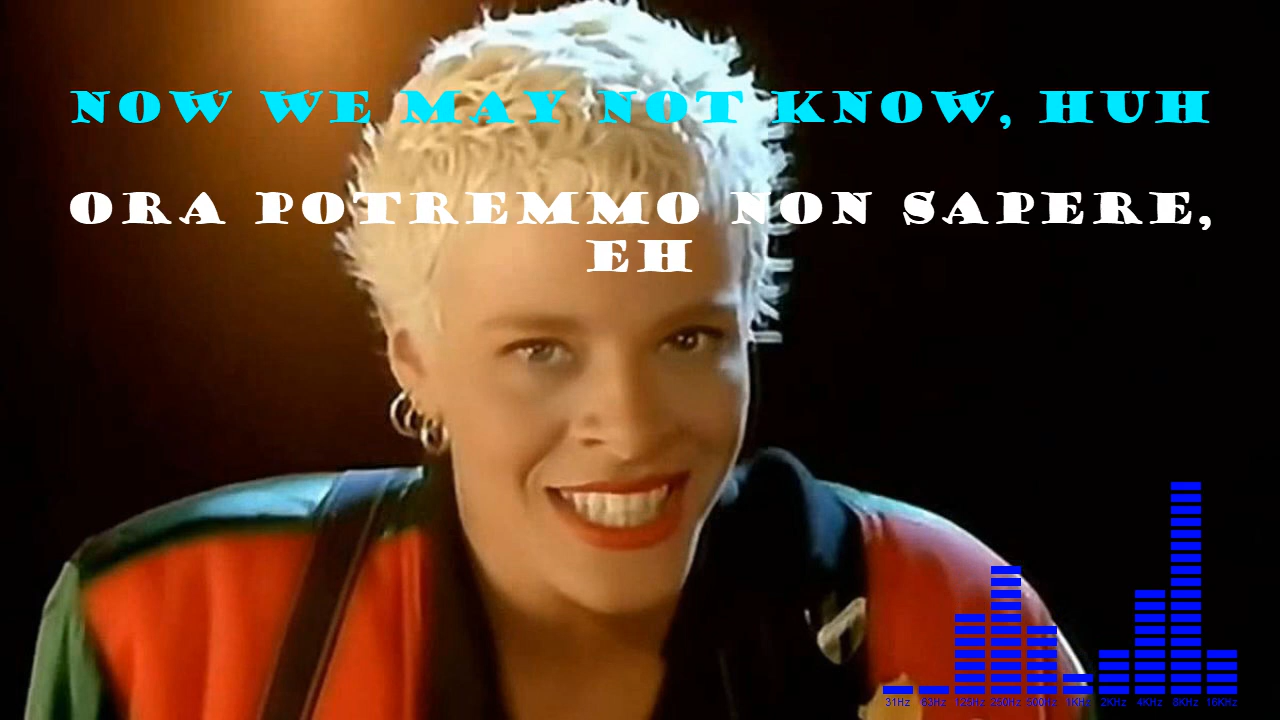 NOW WE MAY NOT KNOW, HUH
ORA POTREMMO NON SAPERE,
EH
31Hz 63Hz 125Hz 250Hz 500Hz 1KHz 2KHz 4KHz 8KHz 16KHz